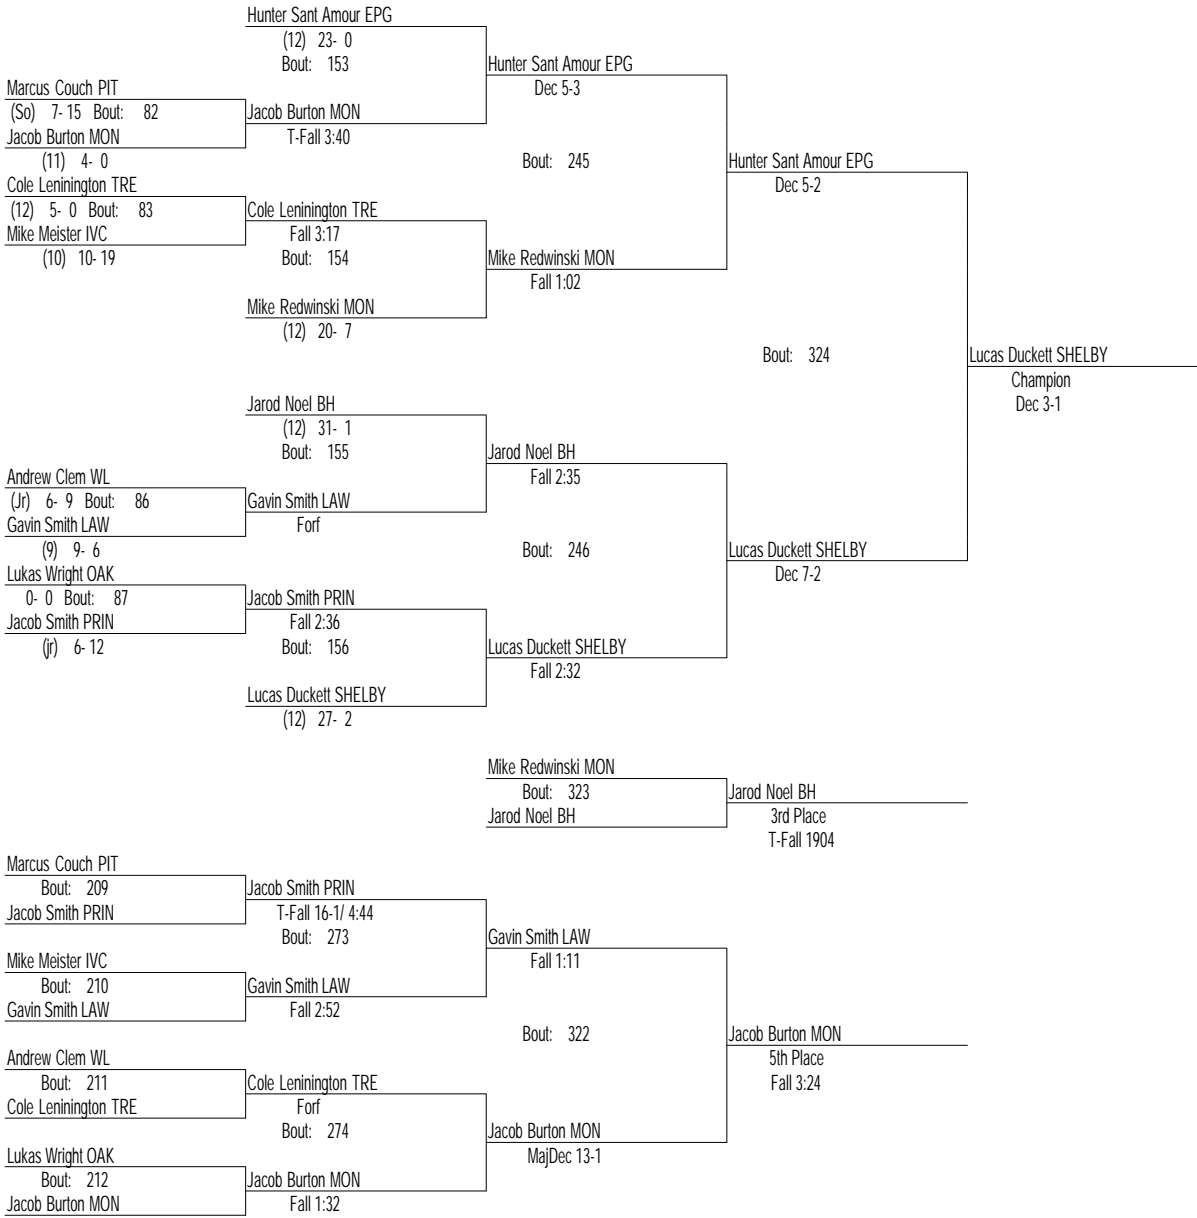 Hunter Sant Amour EPG
(12) 23- 0
Bout: 153
Hunter Sant Amour EPG
Dec 5-3
Marcus Couch PIT
(So) 7- 15 Bout: 82
Jacob Burton MON
T-Fall 3:40
Jacob Burton MON
(11) 4- 0
Bout: 245
Hunter Sant Amour EPG
Dec 5-2
Cole Leninington TRE
(12) 5- 0 Bout: 83
Cole Leninington TRE
Fall 3:17
Mike Meister IVC
(10) 10- 19
Bout: 154
Mike Redwinski MON
Fall 1:02
Mike Redwinski MON
(12) 20- 7
Bout: 324
Lucas Duckett SHELBY
Champion
Dec 3-1
Jarod Noel BH
(12) 31- 1
Bout: 155
Jarod Noel BH
Fall 2:35
Andrew Clem WL
(Jr) 6- 9 Bout: 86
Gavin Smith LAW
Forf
Gavin Smith LAW
(9) 9- 6
Bout: 246
Lucas Duckett SHELBY
Dec 7-2
Lukas Wright OAK
0- 0 Bout: 87
Jacob Smith PRIN
Fall 2:36
Jacob Smith PRIN
(jr) 6- 12
Bout: 156
Lucas Duckett SHELBY
Fall 2:32
Lucas Duckett SHELBY
(12) 27- 2
Mike Redwinski MON
Bout: 323
Jarod Noel BH
Jarod Noel BH
3rd Place
T-Fall 1904
Marcus Couch PIT
Bout: 209
Jacob Smith PRIN
Jacob Smith PRIN
T-Fall 16-1/ 4:44
Bout: 273
Gavin Smith LAW
Fall 1:11
Mike Meister IVC
Bout: 210
Gavin Smith LAW
Gavin Smith LAW
Fall 2:52
Bout: 322
Jacob Burton MON
5th Place
Fall 3:24
Andrew Clem WL
Bout: 211
Cole Leninington TRE
Cole Leninington TRE
Forf
Bout: 274
Jacob Burton MON
MajDec 13-1
Lukas Wright OAK
Bout: 212
Jacob Burton MON
Jacob Burton MON
Fall 1:32